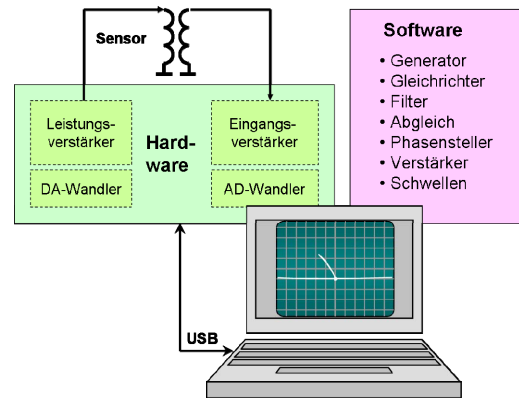 Sensor
Leistungs-
verstärker
DA-Wandler
Hard-
ware
Eingangs-
verstärker
AD-Wandler
Software
• Generator
• Gleichrichter
• Filter
• Abgleich
• Phasensteller
• Verstärker
• Schwellen
USB